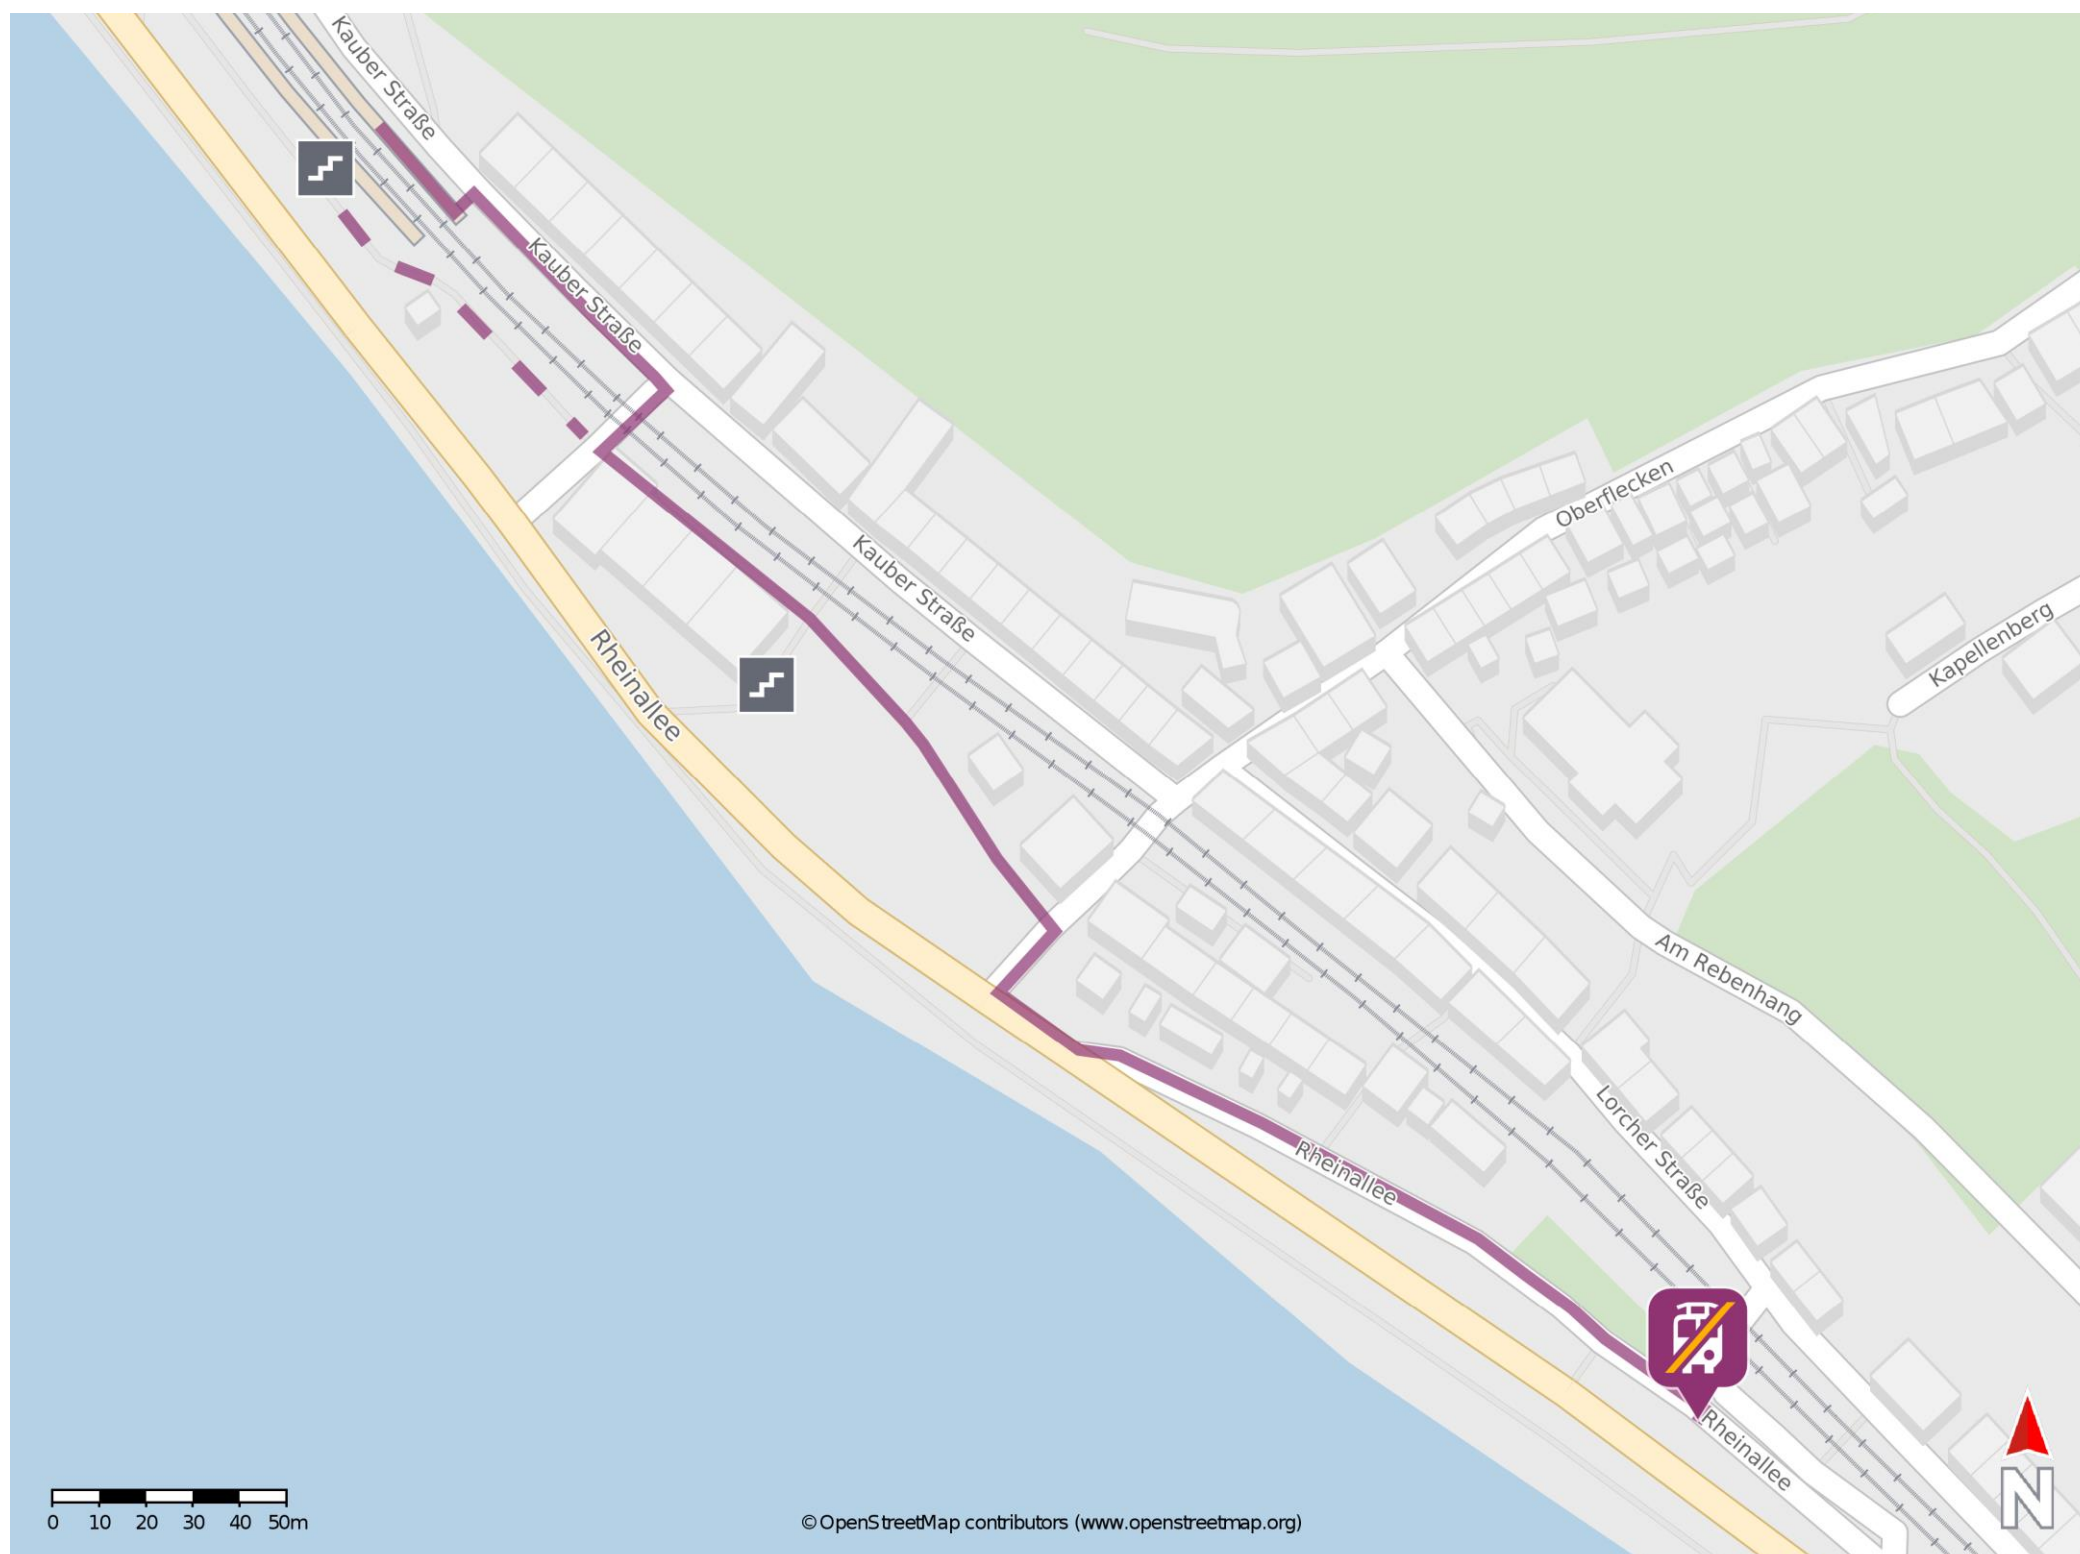 Kauber Straße
Kauber Straße
Oberflecken
Kauber Straße
Kapellenberg
Rheinallee
Am Rebenhang
Lorcher Straße
Rheinallee
Rheinallee
N
0 10 20 30 40 50m
© OpenStreetMap contributors (www.openstreetmap.org)